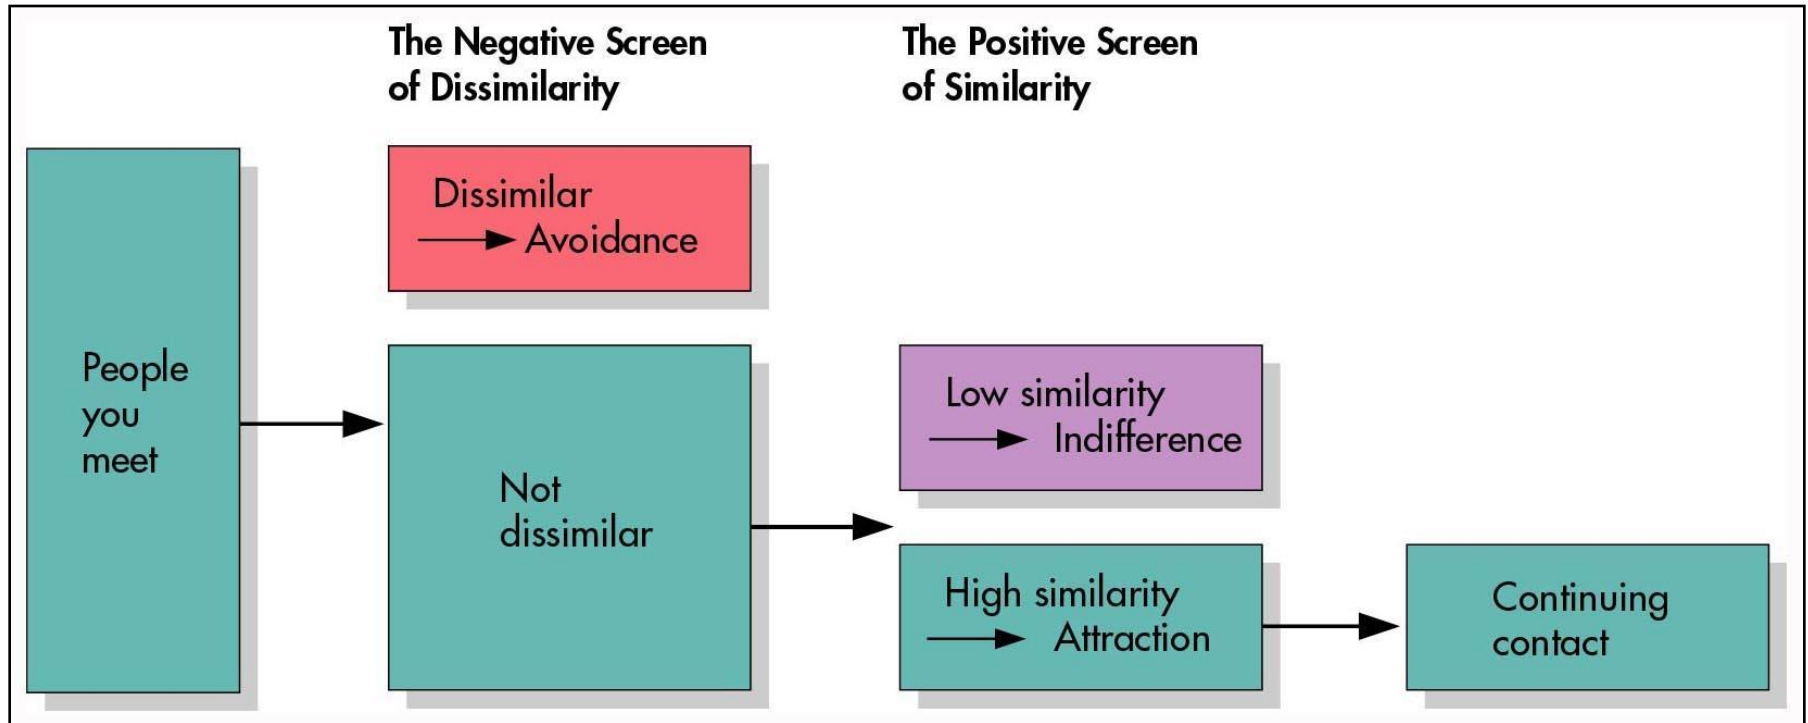 The Negative Screen
of Dissimilarity
The Positive Screen
of Similarity
People
you
meet
Dissimilar
Avoidance
Not
dissimilar
Low similarity
Indifference
High similarity
Attraction
Continuing
contact